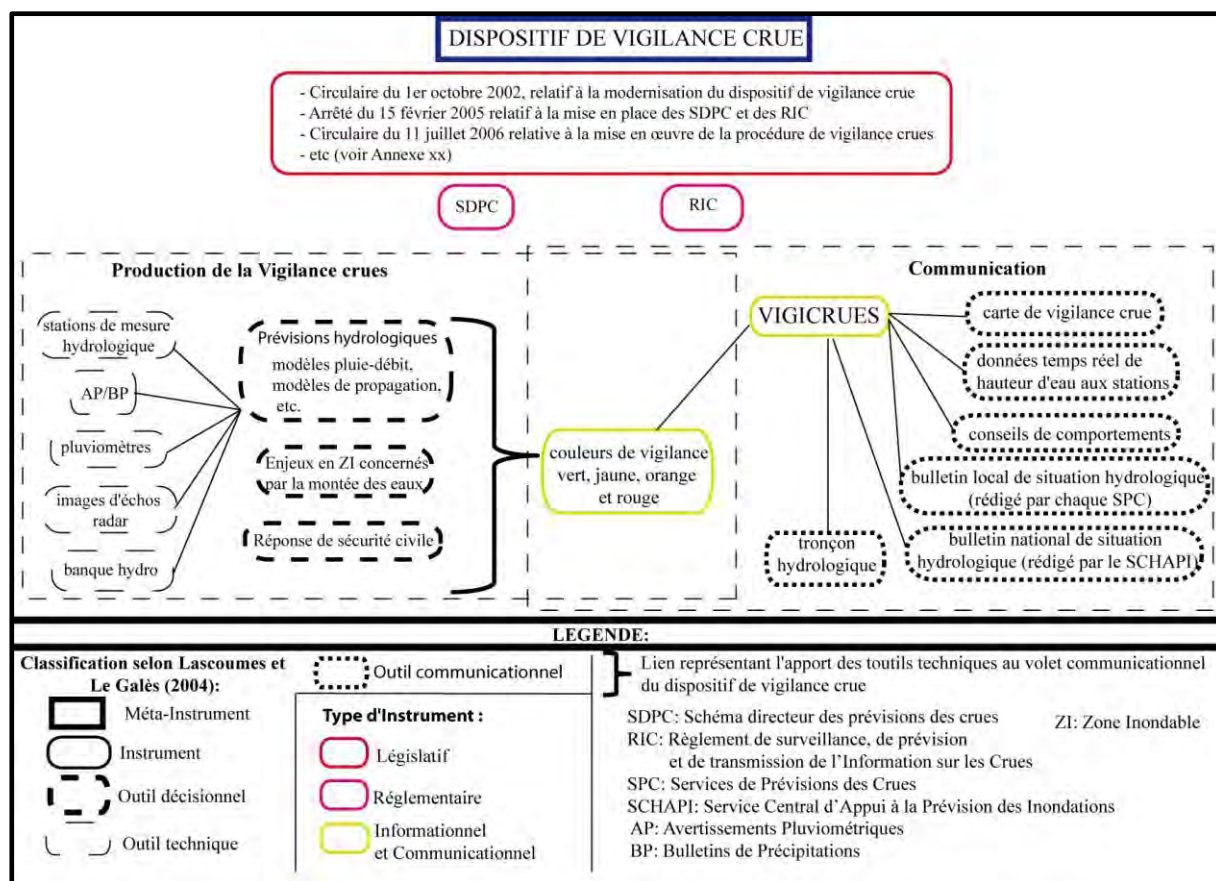 DISPOSITIF DE VIGILANCE CRUE
- Circulaire du 1er octobre 2002, relatif à la modernisation du dispositif de vigilance crue
- Arrêté du 15 février 2005 relatif à la mise en place des SDPC et des RIC
- Circulaire du 11 juillet 2006 relative à la mise en œuvre de la procédure de vigilance crues
- etc (voir Annexe xx)
SDPC
RIC
Production de la Vigilance crues
stations de mesure
hydrologique
AP/BP
pluviomètres
images d'échos
radar
banque hydro
Prévisions hydrologiques
modèles pluie-débit,
modèles de propagation,
etc.
Enjeux en ZI concernés
par la montée des eaux
Réponse de sécurité civile
couleurs de vigilance
vert, jaune, orange
et rouge
Communication
VIGICRUES
carte de vigilance crue
données temps réel de
hauteur d'eau aux stations
conseils de comportements
bulletin local de situation hydrologique
(rédigé par chaque SPC)
bulletin national de situation
hydrologique (rédigé par le SCHAPI)
tronçon
hydrologique
LEGENDE:
Classification selon Lascoumes et
Le Galès (2004):
Méta-Instrument
Instrument
Outil décisionnel
Outil technique
Outil communicationnel
Type d'Instrument :
Législatif
Réglementaire
Informationnel
et Communicationnel
Lien représentant l'apport des toutils techniques au volet communicationnel
du dispositif de vigilance crue
SDPC: Schéma directeur des prévisions des crues
ZI: Zone Inondable
RIC: Règlement de surveillance, de prévision
et de transmission de l'Information sur les Crues
SPC: Services de Prévisions des Crues
SCHAPI: Service Central d'Appui à la Prévision des Inondations
AP: Avertissements Pluviométriques
BP: Bulletins de Précipitations